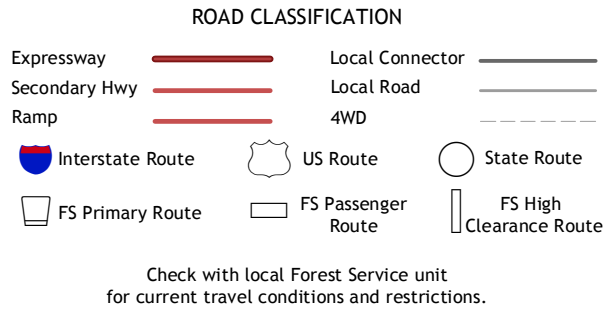 ROAD CLASSIFICATION
Expressway
Local Connector
Secondary Hwy
Local Road
Ramp
4WD
Interstate Route
US Route
State Route
FS Primary Route
FS Passenger
Route
FS High
Clearance Route
Check with local Forest Service unit
for current travel conditions and restrictions.